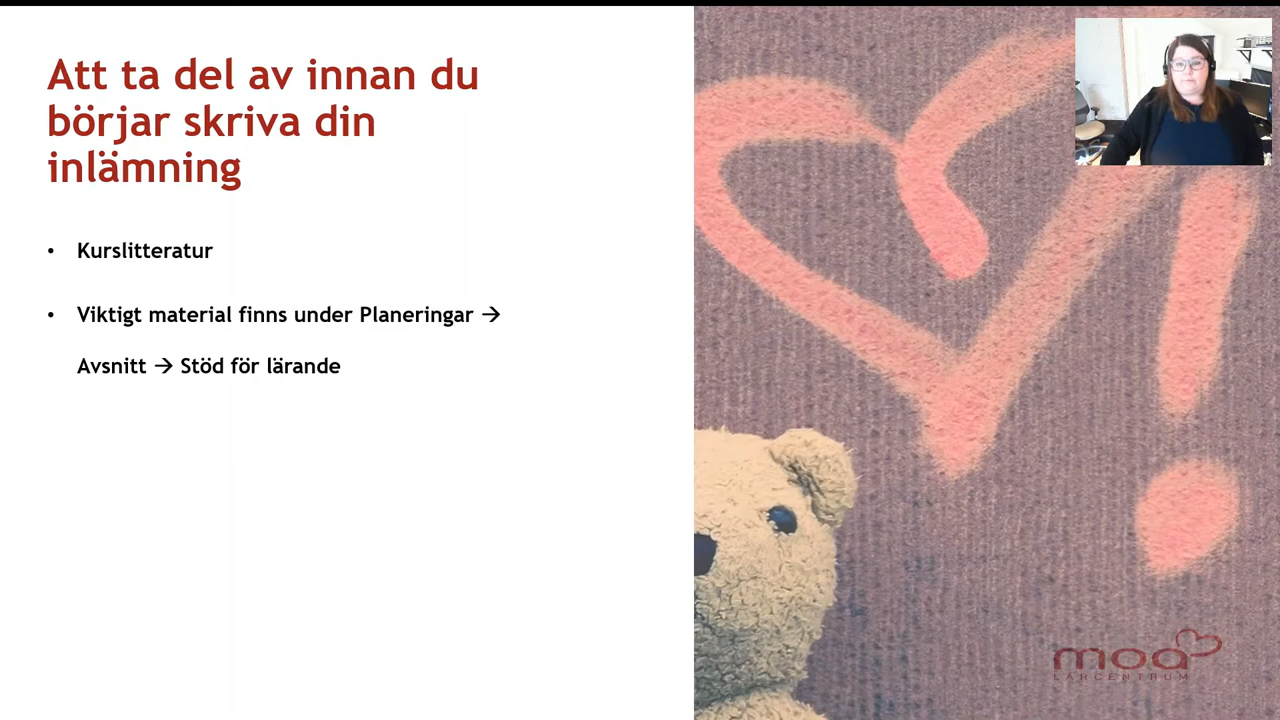 Att ta del av innan du
börjar skriva din
inlämning
• Kurslitteratur
• Viktigt material finns under Planeringar →
Avsnitt → Stöd för lärande
moa
LÄRCENTRUM